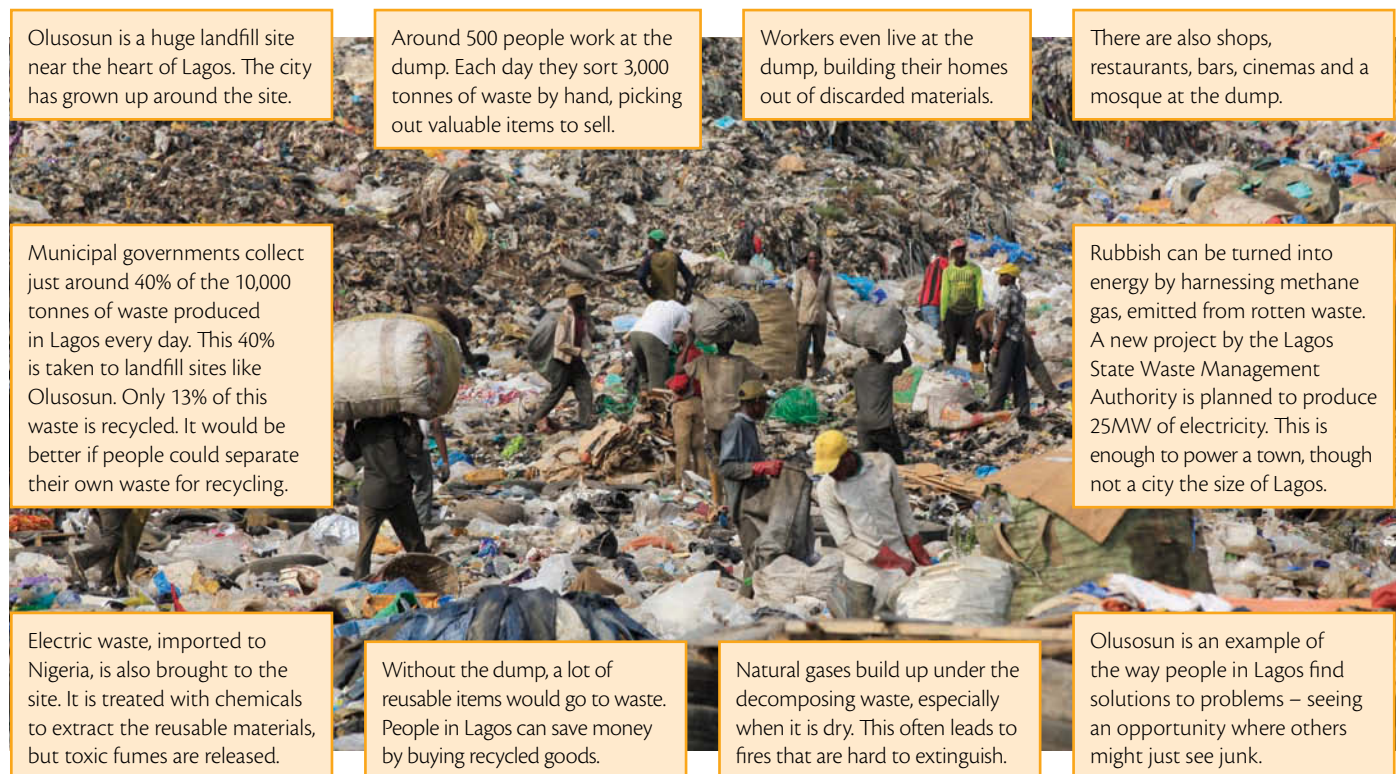 Olusosun is a huge landfill site
near the heart of Lagos. The city
has grown up around the site.
Around 500 people work at the
dump. Each day they sort 3,000
tonnes of waste by hand, picking
out valuable items to sell.
Workers even live at the
dump, building their homes
out of discarded materials.
There are also shops,
restaurants, bars, cinemas and a
mosque at the dump.
Municipal governments collect
just around 40% of the 10,000
tonnes of waste produced
in Lagos every day. This 40%
is taken to landfill sites like
Olusosun. Only 13% of this
waste is recycled. It would be
better if people could separate
their own waste for recycling.
Rubbish can be turned into
energy by harnessing methane
gas, emitted from rotten waste.
A new project by the Lagos
State Waste Management
Authority is planned to produce
25MW of electricity. This is
enough to power a town, though
not a city the size of Lagos.
Electric waste, imported to
Nigeria, is also brought to the
site. It is treated with chemicals
to extract the reusable materials,
but toxic fumes are released.
Without the dump, a lot of
reusable items would go to waste.
People in Lagos can save money
by buying recycled goods.
Natural gases build up under the
decomposing waste, especially
when it is dry. This often leads to
fires that are hard to extinguish.
Olusosun is an example of
the way people in Lagos find
solutions to problems – seeing
an opportunity where others
might just see junk.